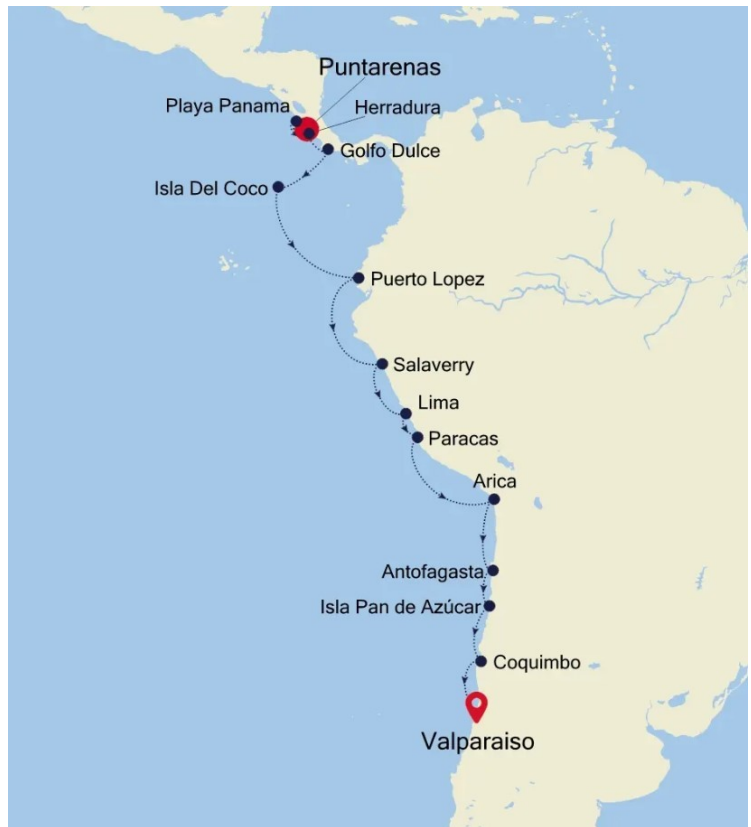 Puntarenas
Playa Panama
Herradura
Golfo Dulce
Isla Del Coco
Puerto Lopez
Salaverry
Lima
Paracas
Arica
Antofagasta
Isla Pan de Azúcar
Coquimbo
Valparaiso